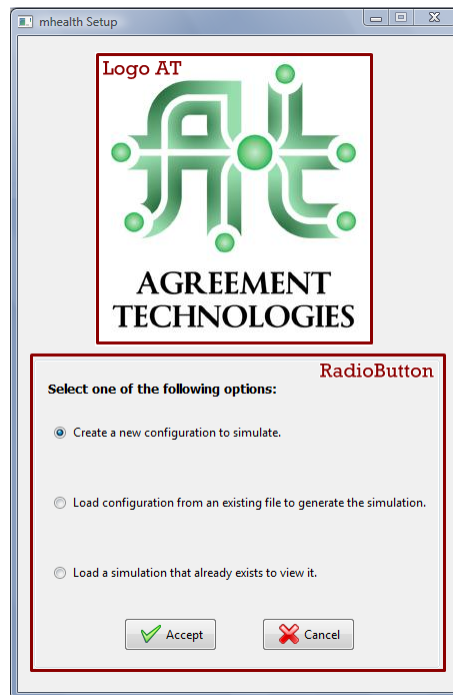 mhealth Setup
Logo AT
AGREEMENT
TECHNOLOGIES
RadioButton
Select one of the following options:
Create a new configuration to simulate.
Load configuration from an existing file to generate the simulation.
Load a simulation that already exists to view it.
Accept Cancel